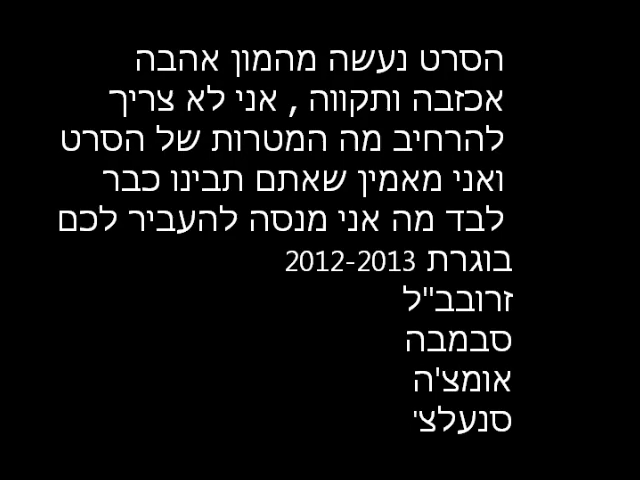 הסרט נעשה מהמון אהבה
אכזבה ותקווה , אני לא צריך
להרחיב מה המטרות של הסרט
ואני מאמין שאתם תבינו כבר
לבד מה אני מנסה להעביר לכם
בוגרת 2012-2013
זרובב"ל
סבמבה
אומצ'ה
סנעלצ'